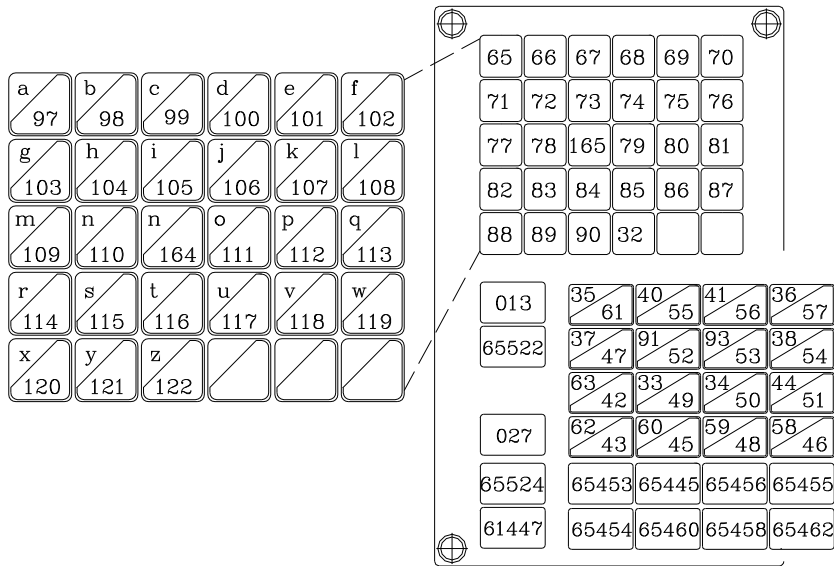 a b c d e f
97 98 99 100 101 102
g h i j k l
103 104 105 106 107 108
m n n o p q
109 110 164 111 112 113
r s t u v w
114 115 116 117 118 119
x y z
120 121 122
65 66 67 68 69 70
71 72 73 74 75 76
77 78 165 79 80 81
82 83 84 85 86 87
88 89 90 32
013
65522
027
65524
61447
35 40 41 36
61 55 56 57
37 91 93 38
47 52 53 54
63 33 34 44
42 49 50 51
62 60 59 58
43 45 48 46
65453 65445 65456 65455
65454 65460 65458 65462